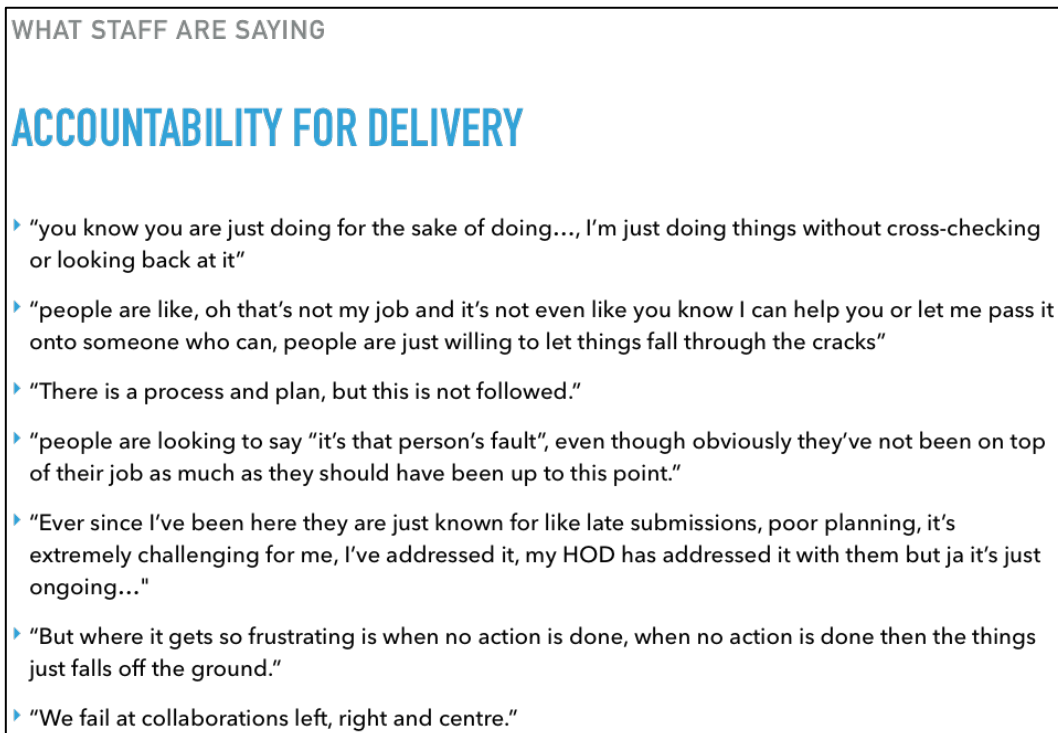 WHAT STAFF ARE SAYING
ACCOUNTABILITY FOR DELIVERY
“you know you are just doing for the sake of doing…, I’m just doing things without cross-checking
or looking back at it”
“people are like, oh that’s not my job and it’s not even like you know I can help you or let me pass it
onto someone who can, people are just willing to let things fall through the cracks”
“There is a process and plan, but this is not followed.”
“people are looking to say “it’s that person’s fault”, even though obviously they’ve not been on top
of their job as much as they should have been up to this point.”
“Ever since I’ve been here they are just known for like late submissions, poor planning, it’s
extremely challenging for me, I’ve addressed it, my HOD has addressed it with them but ja it’s just
ongoing…"
“But where it gets so frustrating is when no action is done, when no action is done then the things
just falls off the ground.”
“We fail at collaborations left, right and centre.”